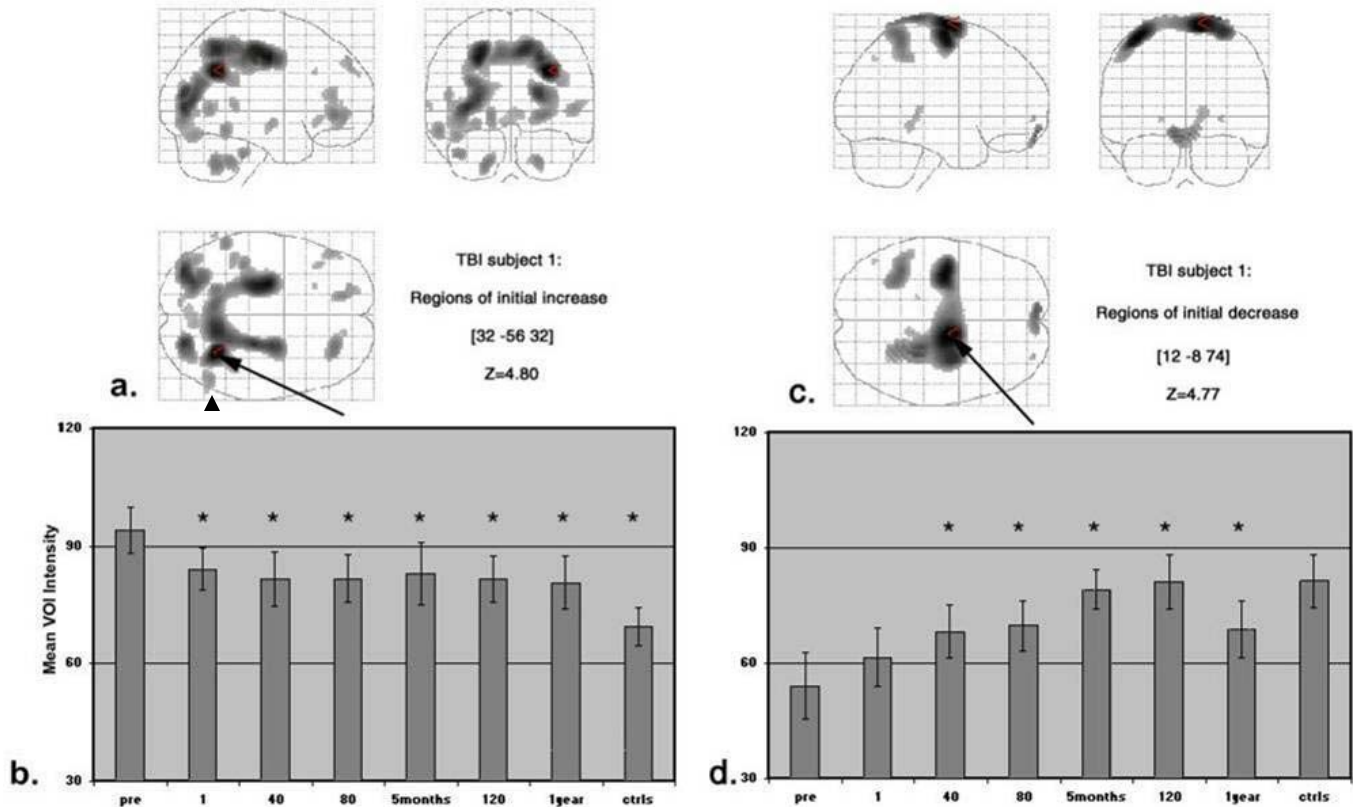 TBI subject 1:
Regions of initial increase
[32 -56 32]
Z=4.80
a.
TBI subject 1:
Regions of initial decrease
[12 -8 74]
Z=4.77
c.
120
90
60
30
Mean VOI Intensity
* * * * * * *
b.
pre 1 40 80 5months 120 1year ctrls
120
90
60
30
* * * * *
d.
pre 1 40 80 5months 120 1year ctrls